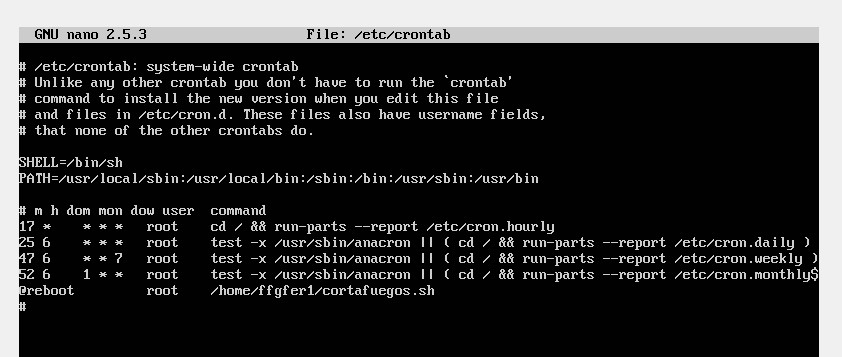 GNU nano 2.5.3 File: /etc/crontab
# /etc/crontab: system-wide crontab
# Unlike any other crontab you don't have to run the `crontab'
# command to install the new version when you edit this file
# and files in /etc/cron.d. These files also have username fields,
# that none of the other crontabs do.
SHELL=/bin/sh
PATH=/usr/local/sbin:/usr/local/bin:/sbin:/bin:/usr/sbin:/usr/bin
# m h dom mon dow user  command
17 *    * * *   root    cd / && run-parts --report /etc/cron.hourly
25 6    * * *   root    test -x /usr/sbin/anacron || ( cd / && run-parts --report /etc/cron.daily )
47 6    * * 7   root    test -x /usr/sbin/anacron || ( cd / && run-parts --report /etc/cron.weekly )
52 6    1 * *   root    test -x /usr/sbin/anacron || ( cd / && run-parts --report /etc/cron.monthly$
@reboot         root    /home/ffgfer1/cortafuegos.sh
#